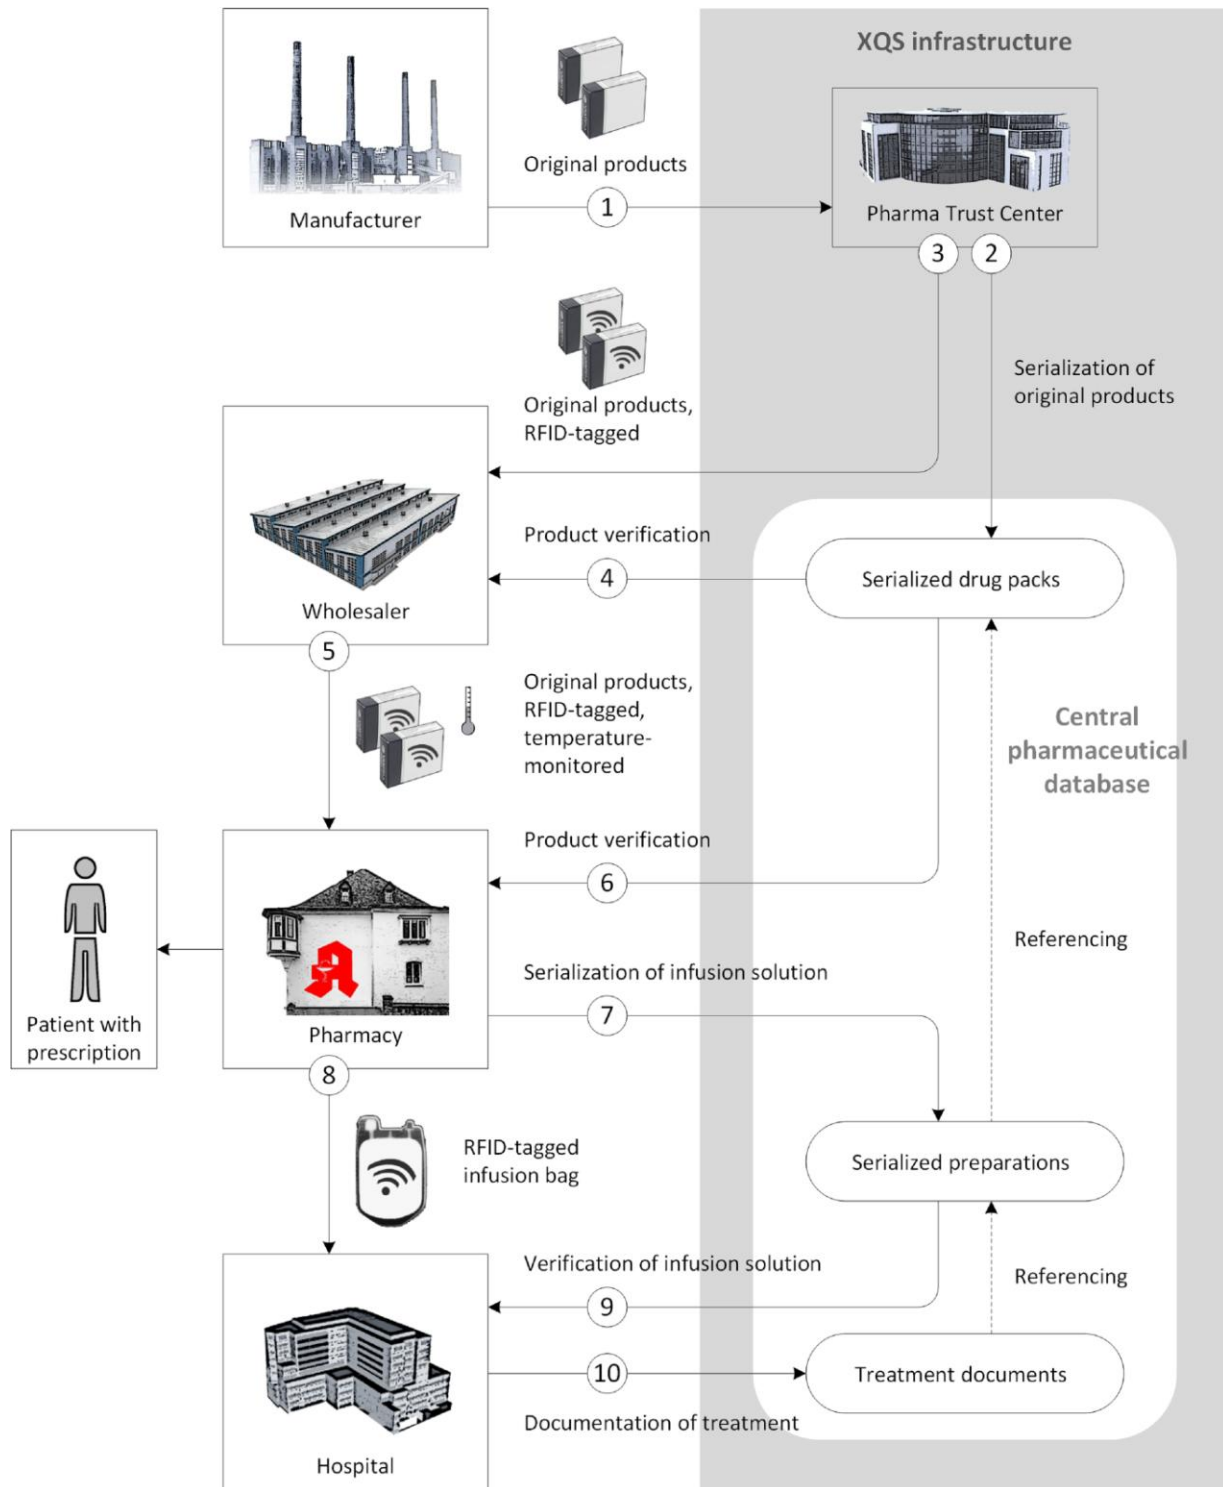 XQS infrastructure
Original products
1
Manufacturer
Pharma Trust Center
3
2
Serialization of
original products
Original products,
RFID-tagged
Product verification
4
Serialized drug packs
Wholesaler
5
Original products,
RFID-tagged,
temperature-
monitored
Central
pharmaceutical
database
Product verification
6
Referencing
Serialization of infusion solution
7
Patient with
prescription
Pharmacy
8
RFID-tagged
infusion bag
Serialized preparations
Verification of infusion solution
9
Referencing
10
Treatment documents
Documentation of treatment
Hospital